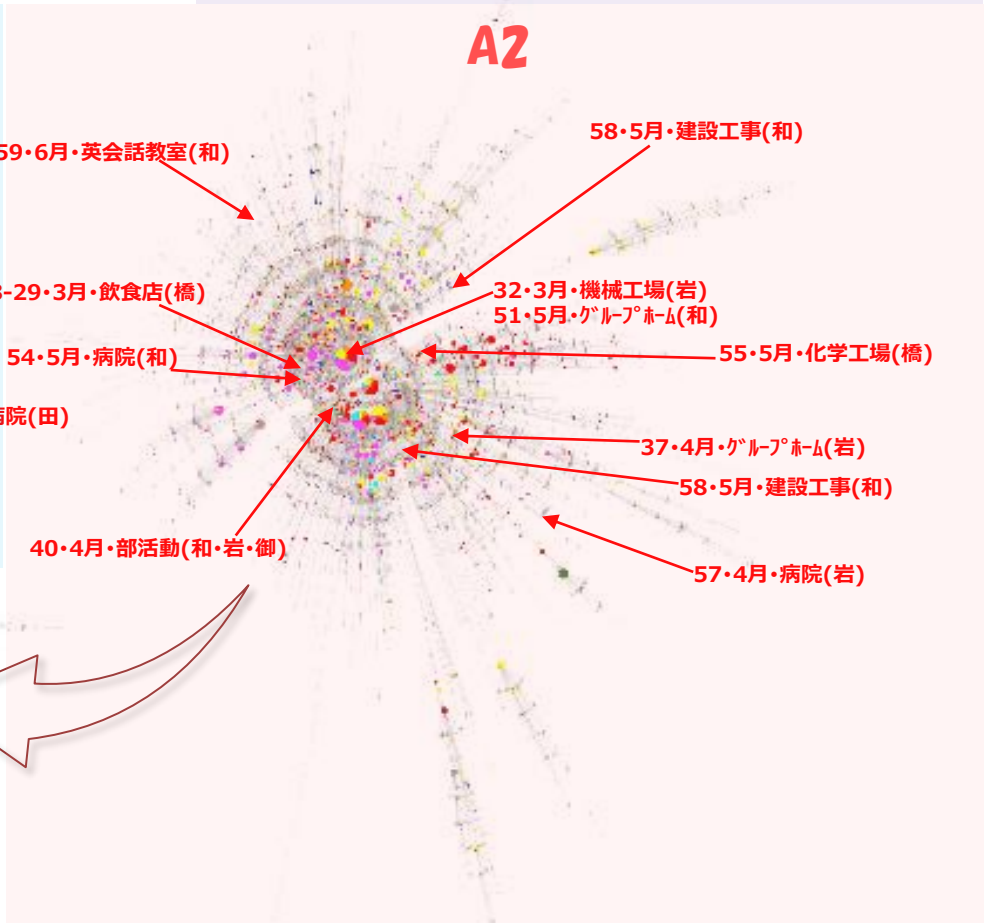 A2
58・5月・建設工事(和)
59・6月・英会話教室(和)
-29・3月・飲食店(橋)
32・3月・機械工場(岩)
51・5月・ｸﾞﾙｰﾌﾟﾎｰﾑ(和)
54・5月・病院(和)
55・5月・化学工場(橋)
病院(田)
37・4月・ｸﾞﾙｰﾌﾟﾎｰﾑ(岩)
58・5月・建設工事(和)
40・4月・部活動(和・岩・御)
57・4月・病院(岩)